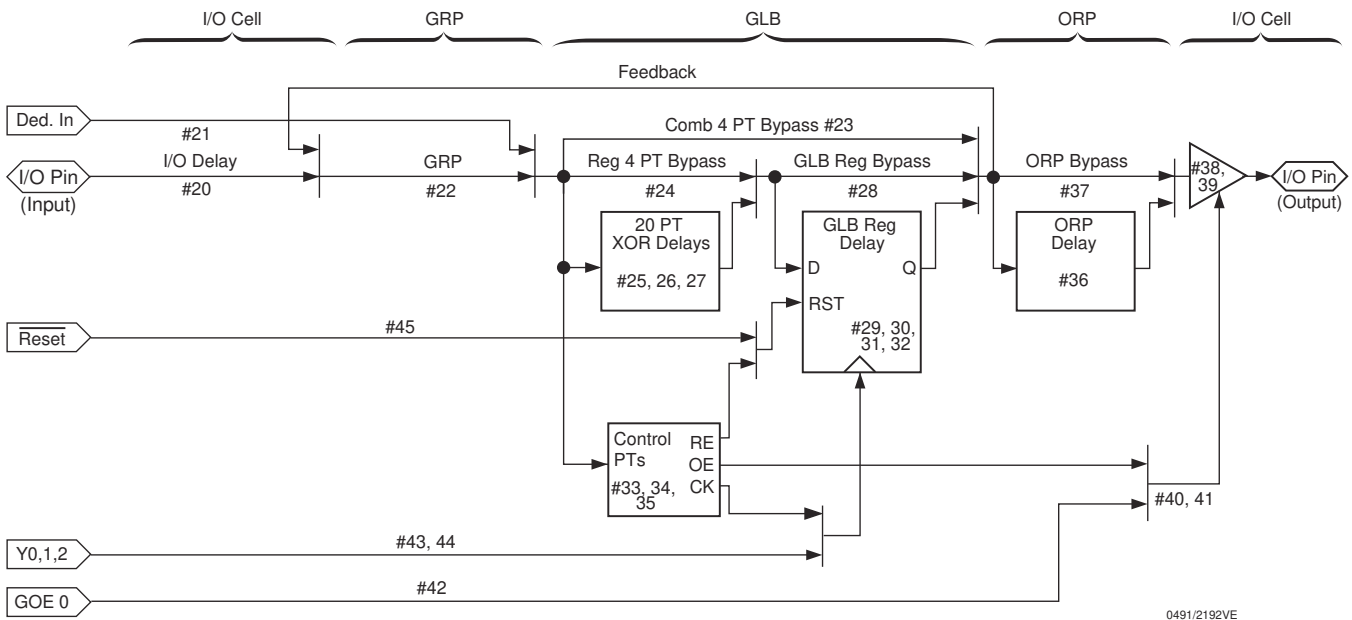 I/O Cell
GRP
GLB
ORP
I/O Cell
Feedback
Ded. In
#21
Comb 4 PT Bypass #23
I/O Pin
(Input)
I/O Delay
#20
GRP
#22
Reg 4 PT Bypass
#24
GLB Reg Bypass
#28
ORP Bypass
#37
#38,
39
I/O Pin
(Output)
20 PT
XOR Delays
#25, 26, 27
GLB Reg
Delay
D
Q
RST
#29, 30,
31, 32
ORP
Delay
#36
Reset
#45
Control
PTs
#33, 34,
35
RE
OE
CK
#40, 41
Y0,1,2
#43, 44
GOE 0
#42
0491/2192VE